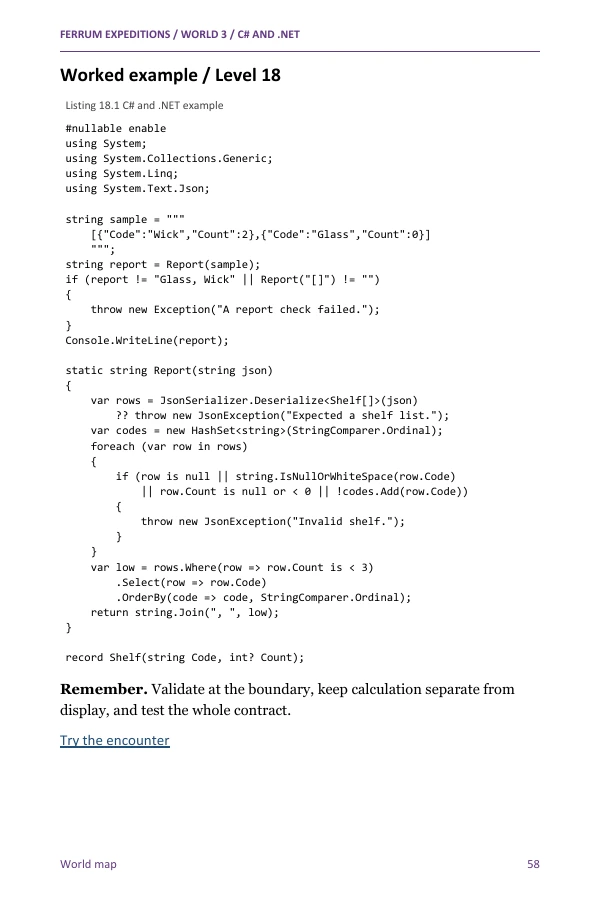 FERRUM EXPEDITIONS / WORLD 3 / C# AND .NET
Worked example / Level 18
Listing 18.1 C# and .NET example
#nullable enable
using System;
using System.Collections.Generic;
using System.Linq;
using System.Text.Json;

string sample = """
    [{"Code":"Wick","Count":2},{"Code":"Glass","Count":0}]
    """;
string report = Report(sample);
if (report != "Glass, Wick" || Report("[]") != "")
{
    throw new Exception("A report check failed.");
}
Console.WriteLine(report);

static string Report(string json)
{
    var rows = JsonSerializer.Deserialize<Shelf[]>(json)
        ?? throw new JsonException("Expected a shelf list.");
    var codes = new HashSet<string>(StringComparer.Ordinal);
    foreach (var row in rows)
    {
        if (row is null || string.IsNullOrWhiteSpace(row.Code)
            || row.Count is null or < 0 || !codes.Add(row.Code))
        {
            throw new JsonException("Invalid shelf.");
        }
    }
    var low = rows.Where(row => row.Count is < 3)
        .Select(row => row.Code)
        .OrderBy(code => code, StringComparer.Ordinal);
    return string.Join(", ", low);
}

record Shelf(string Code, int? Count);
Remember. Validate at the boundary, keep calculation separate from
display, and test the whole contract.
Try the encounter
World map
58